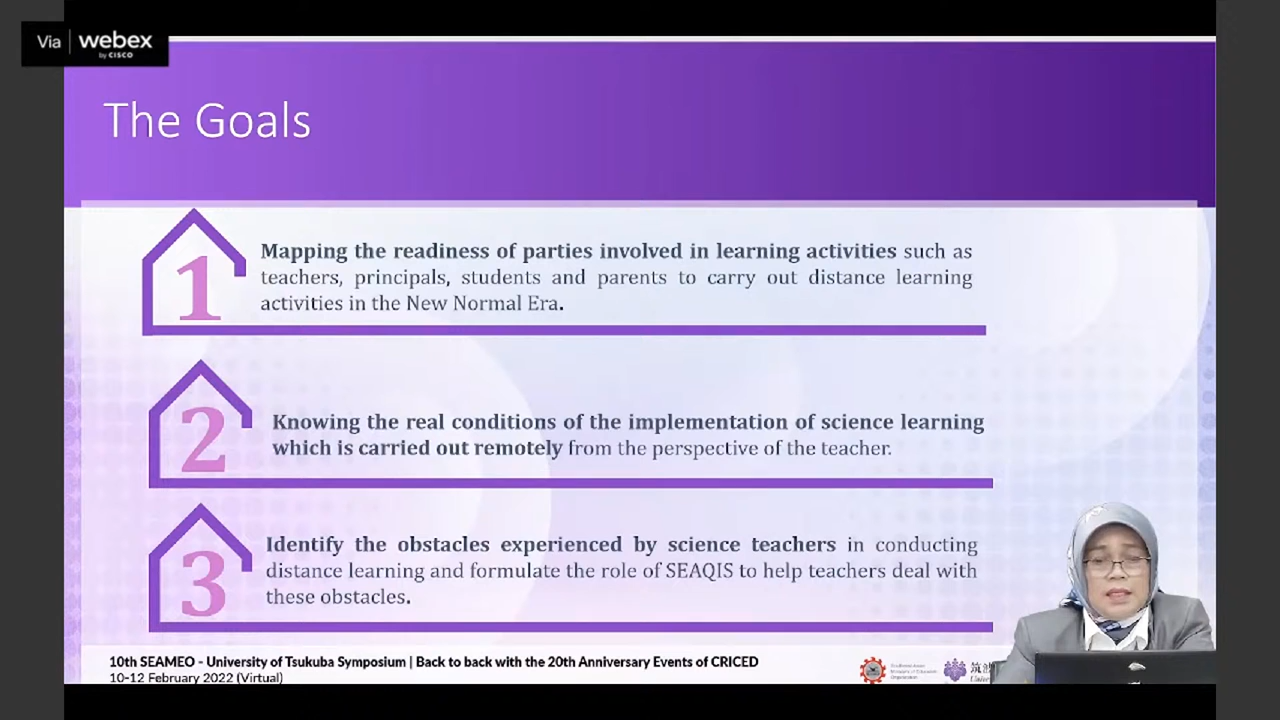 Via webex
by CISCO
The Goals
1
Mapping the readiness of parties involved in learning activities such as
teachers, principals, students and parents to carry out distance learning
activities in the New Normal Era.
2
Knowing the real conditions of the implementation of science learning
which is carried out remotely from the perspective of the teacher.
3
Identify the obstacles experienced by science teachers in conducting
distance learning and formulate the role of SEAQIS to help teachers deal with
these obstacles.
10th SEAMEO - University of Tsukuba Symposium | Back to back with the 20th Anniversary Events of CRICED
10-12 February 2022 (Virtual)